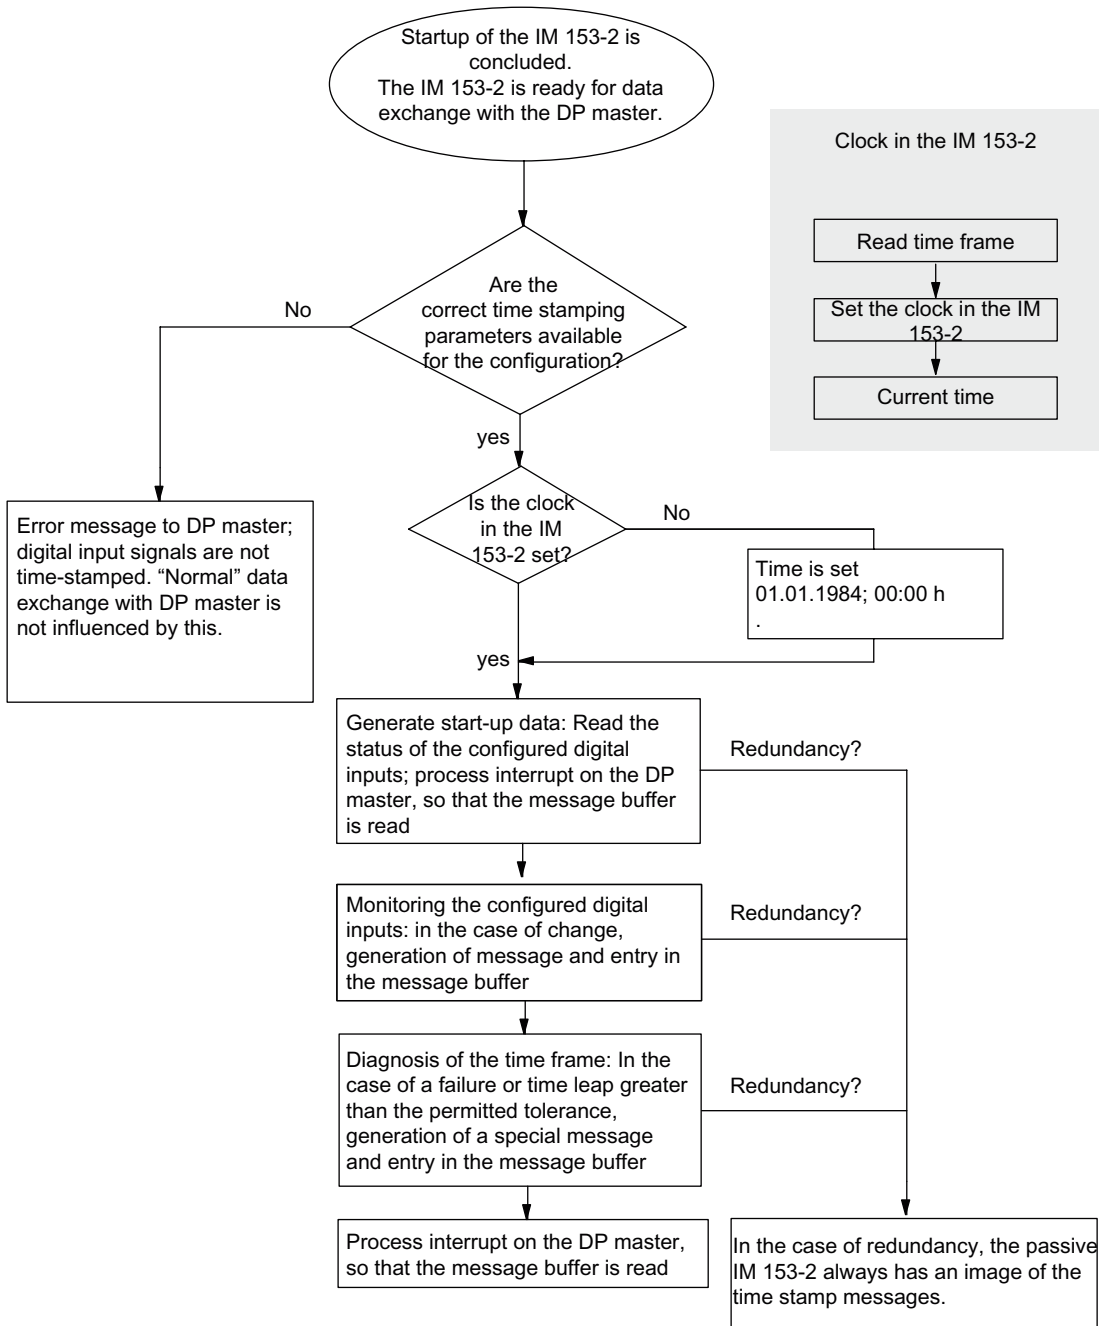 Startup of the IM 153-2 is
concluded.
The IM 153-2 is ready for data
exchange with the DP master.
Clock in the IM 153-2
Read time frame
Set the clock in the IM
153-2
Current time
Are the
correct time stamping
parameters available
for the configuration?
No
yes
Is the clock
in the IM
153-2 set?
No
Error message to DP master;
digital input signals are not
time-stamped. “Normal” data
exchange with DP master is
not influenced by this.
Time is set
01.01.1984; 00:00 h
.
yes
Generate start-up data: Read the
status of the configured digital
inputs; process interrupt on the DP
master, so that the message buffer
is read
Redundancy?
Monitoring the configured digital
inputs: in the case of change,
generation of message and entry in
the message buffer
Redundancy?
Diagnosis of the time frame: In the
case of a failure or time leap greater
than the permitted tolerance,
generation of a special message
and entry in the message buffer
Redundancy?
Process interrupt on the DP master,
so that the message buffer is read
In the case of redundancy, the passive
IM 153-2 always has an image of the
time stamp messages.